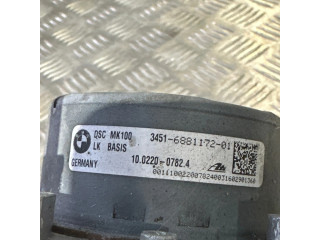 DSC MK100 3451-6881172-01
LK BASIS
GERMANY 10.0220-0782.4